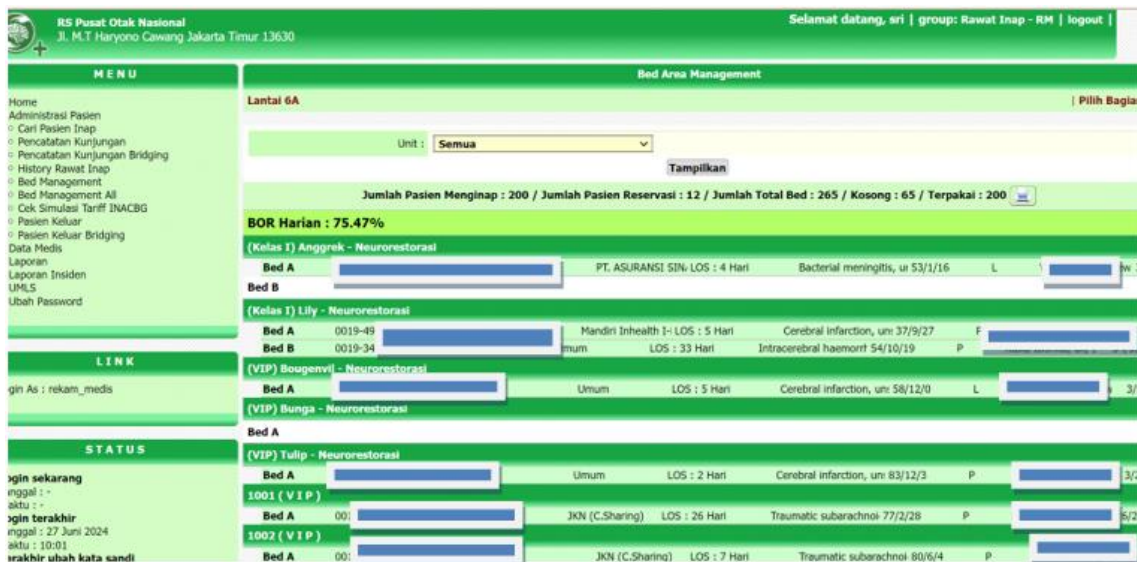 RS Pusat Otak Nasional
Jl. M.T Haryono Cawang Jakarta Timur 13630
Selamat datang, sri | group: Rawat Inap - RM | logout |
MENU
Home
Administrasi Pasien
Cari Pasien Inap
Pencatatan Kunjungan
Pencatatan Kunjungan Bridging
History Rawat Inap
Bed Management
Bed Management All
Cek Simulasi Tariff INACBG
Pasien Keluar
Pasien Keluar Bridging
Data Medis
Laporan
Laporan Insiden
UMLS
Ubah Password
LINK
gin As : rekam_medis
STATUS
ogin sekarang
anggal : -
aktu : -
ogin terakhir
anggal : 27 Juni 2024
aktu : 10:01
erakhir ubah kata sandi
Bed Area Management
Lantai 6A | Pilih Bagia
Unit : Semua
Tampilkan
Jumlah Pasien Menginap : 200 / Jumlah Pasien Reservasi : 12 / Jumlah Total Bed : 265 / Kosong : 65 / Terpakai : 200
BOR Harian : 75.47%
(Kelas I) Anggrek - Neurorestorasi
Bed A PT. ASURANSI SIN LOS : 4 Hari Bacterial meningitis, u 53/1/16 L
Bed B
(Kelas I) Lily - Neurorestorasi
Bed A 0019-49 Mandiri Inhealth I- LOS : 5 Hari Cerebral infarction, un 37/9/27
Bed B 0019-34 mum LOS : 33 Hari Intracerebral haemorr 54/10/19 P
(VIP) Bougenvil - Neurorestorasi
Bed A Umum LOS : 5 Hari Cerebral infarction, un 58/12/0 L 3/
(VIP) Bunga - Neurorestorasi
Bed A
(VIP) Tulip - Neurorestorasi
Bed A Umum LOS : 2 Hari Cerebral infarction, un 83/12/3 P 3/2
1001 ( V I P )
Bed A 00 JKN (C.Sharing) LOS : 26 Hari Traumatic subarachnoi 77/2/28 P 6/2
1002 ( V I P )
Bed A 00 JKN (C.Sharing) LOS : 7 Hari Traumatic subarachnoi 80/6/4 P